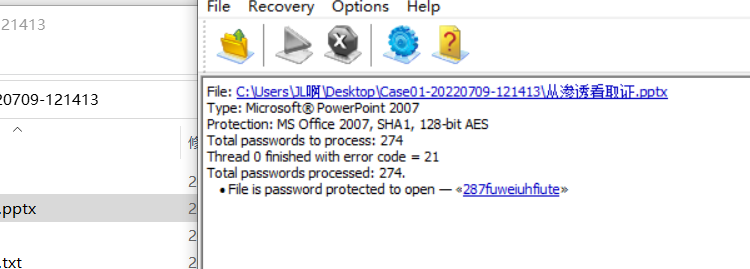 -121413
File Recovery Options Help
20709-121413
File: C:\Users\JL啊\Desktop\Case01-20220709-121413\从渗透看取证.pptx
Type: Microsoft® PowerPoint 2007
Protection: MS Office 2007, SHA1, 128-bit AES
Total passwords to process: 274
Thread 0 finished with error code = 21
Total passwords processed: 274.
• File is password protected to open — «287fuweiuhfiute»
修
2
.pptx
2
2
.txt
2